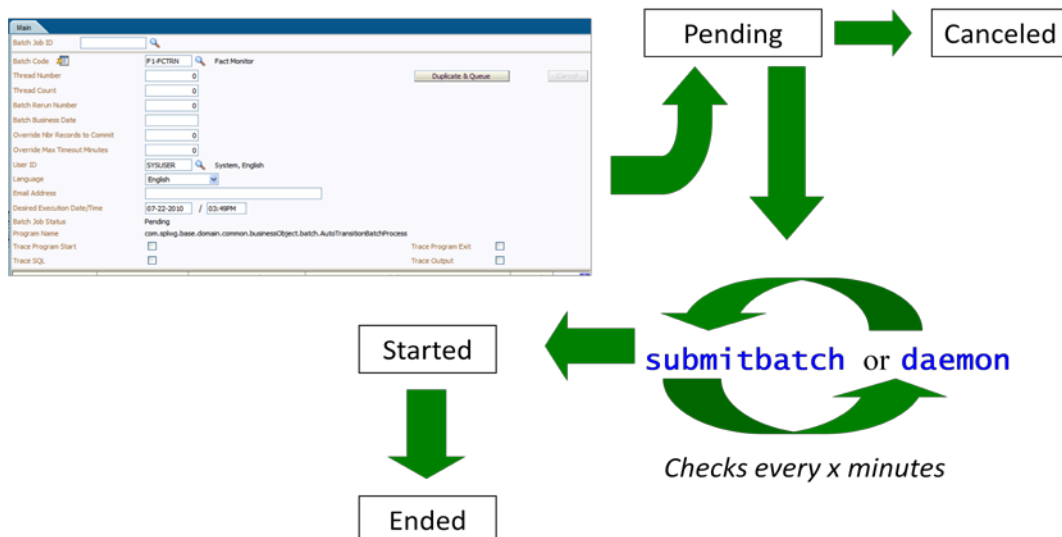 Main
Batch Job ID
Batch Code F1-FCTRN Fact Monitor
Thread Number 0 Duplicate & Queue Cancel
Thread Count 0
Batch Rerun Number 0
Batch Business Date
Override Nbr Records to Commit 0
Override Max Timeout Minutes 0
User ID SYSUSER System, English
Language English
Email Address
Desired Execution Date/Time 07-22-2010 / 03:49PM
Batch Job Status Pending
Program Name com.splwg.base.domain.common.businessObject.batch.AutoTransitionBatchProcess
Trace Program Start Trace Program Exit
Trace SQL Trace Output
Pending
Canceled
submitbatch or daemon
Checks every x minutes
Started
Ended